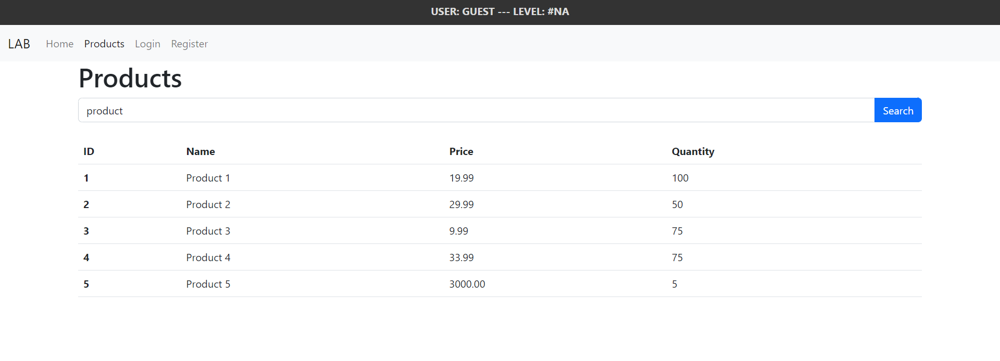 USER: GUEST --- LEVEL: #NA
LAB Home Products Login Register
Products
product Search
ID Name Price Quantity
1 Product 1 19.99 100
2 Product 2 29.99 50
3 Product 3 9.99 75
4 Product 4 33.99 75
5 Product 5 3000.00 5